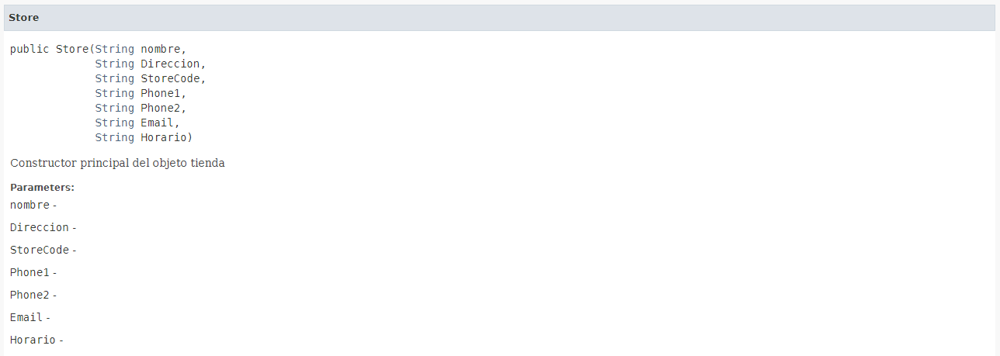 Store
public Store(String nombre,
String Direccion,
String StoreCode,
String Phone1,
String Phone2,
String Email,
String Horario)
Constructor principal del objeto tienda
Parameters:
nombre -
Direccion -
StoreCode -
Phone1 -
Phone2 -
Email -
Horario -